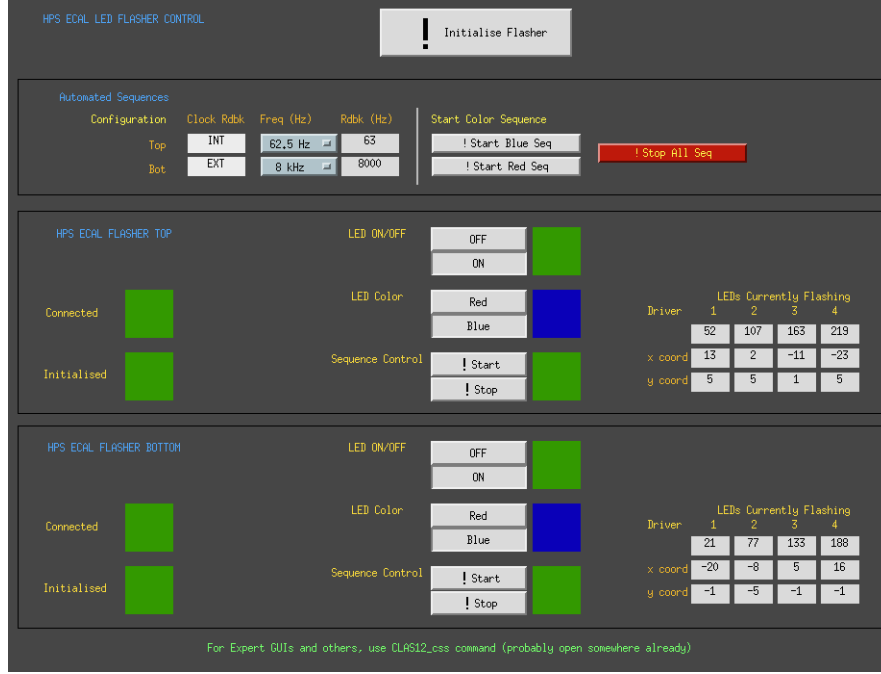 HPS ECAL LED FLASHER CONTROL
! Initialise Flasher
Automated Sequences
Configuration Clock Rdbk Freq (Hz) Rdbk (Hz) Start Color Sequence
Top INT 62.5 Hz 63 ! Start Blue Seq
! Stop All Seq
Bot EXT 8 kHz 8000 ! Start Red Seq
HPS ECAL FLASHER TOP LED ON/OFF OFF
ON
LED Color Red LEDs Currently Flashing
Connected Driver 1 2 3 4
Blue 52 107 163 219
Sequence Control ! Start x coord 13 2 -11 -23
Initialised y coord 5 5 1 5
! Stop
HPS ECAL FLASHER BOTTOM LED ON/OFF OFF
ON
LED Color Red LEDs Currently Flashing
Connected Driver 1 2 3 4
Blue 21 77 133 188
Sequence Control ! Start x coord -20 -8 5 16
Initialised y coord -1 -5 -1 -1
! Stop
For Expert GUIs and others, use CLAS12_css command (probably open somewhere already)